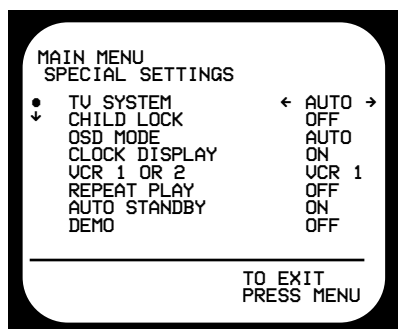 MAIN MENU
SPECIAL SETTINGS
TV SYSTEM ← AUTO →
CHILD LOCK OFF
OSD MODE AUTO
CLOCK DISPLAY ON
VCR 1 OR 2 VCR 1
REPEAT PLAY OFF
AUTO STANDBY ON
DEMO OFF
TO EXIT
PRESS MENU